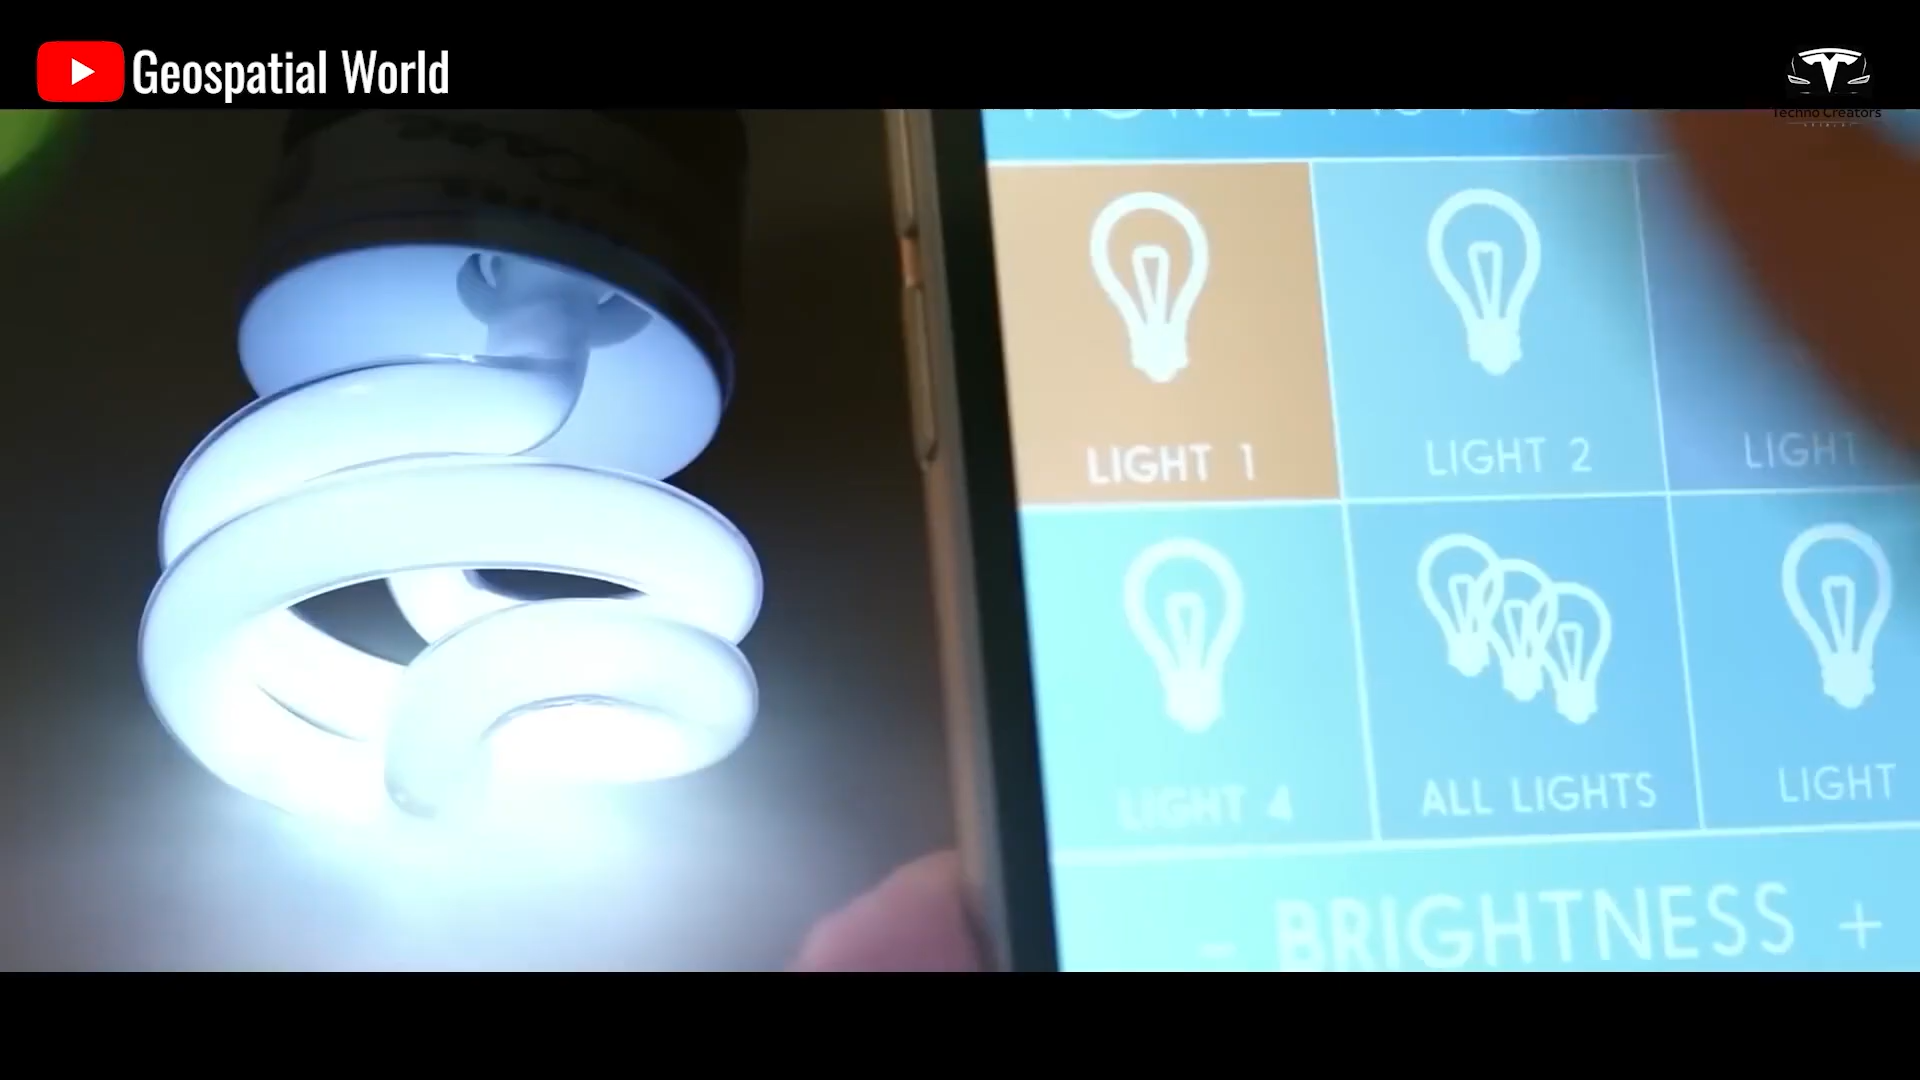 Geospatial World
Techno Creators
LIGHT 1
LIGHT 2
LIGHT
LIGHT 4
ALL LIGHTS
LIGHT
- BRIGHTNESS +